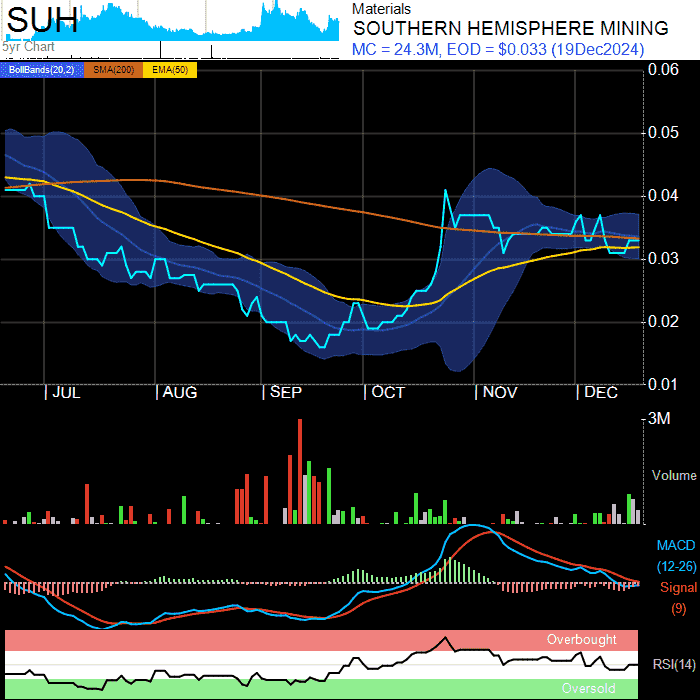 SUH
5yr Chart
Materials
SOUTHERN HEMISPHERE MINING
MC = 24.3M, EOD = $0.033 (19Dec2024)
BollBands(20,2) SMA(200) EMA(50)
0.06
0.05
0.04
0.03
0.02
0.01
| JUL | AUG | SEP | OCT | NOV | DEC
3M
Volume
MACD
(12-26)
Signal
(9)
Overbought
RSI(14)
Oversold